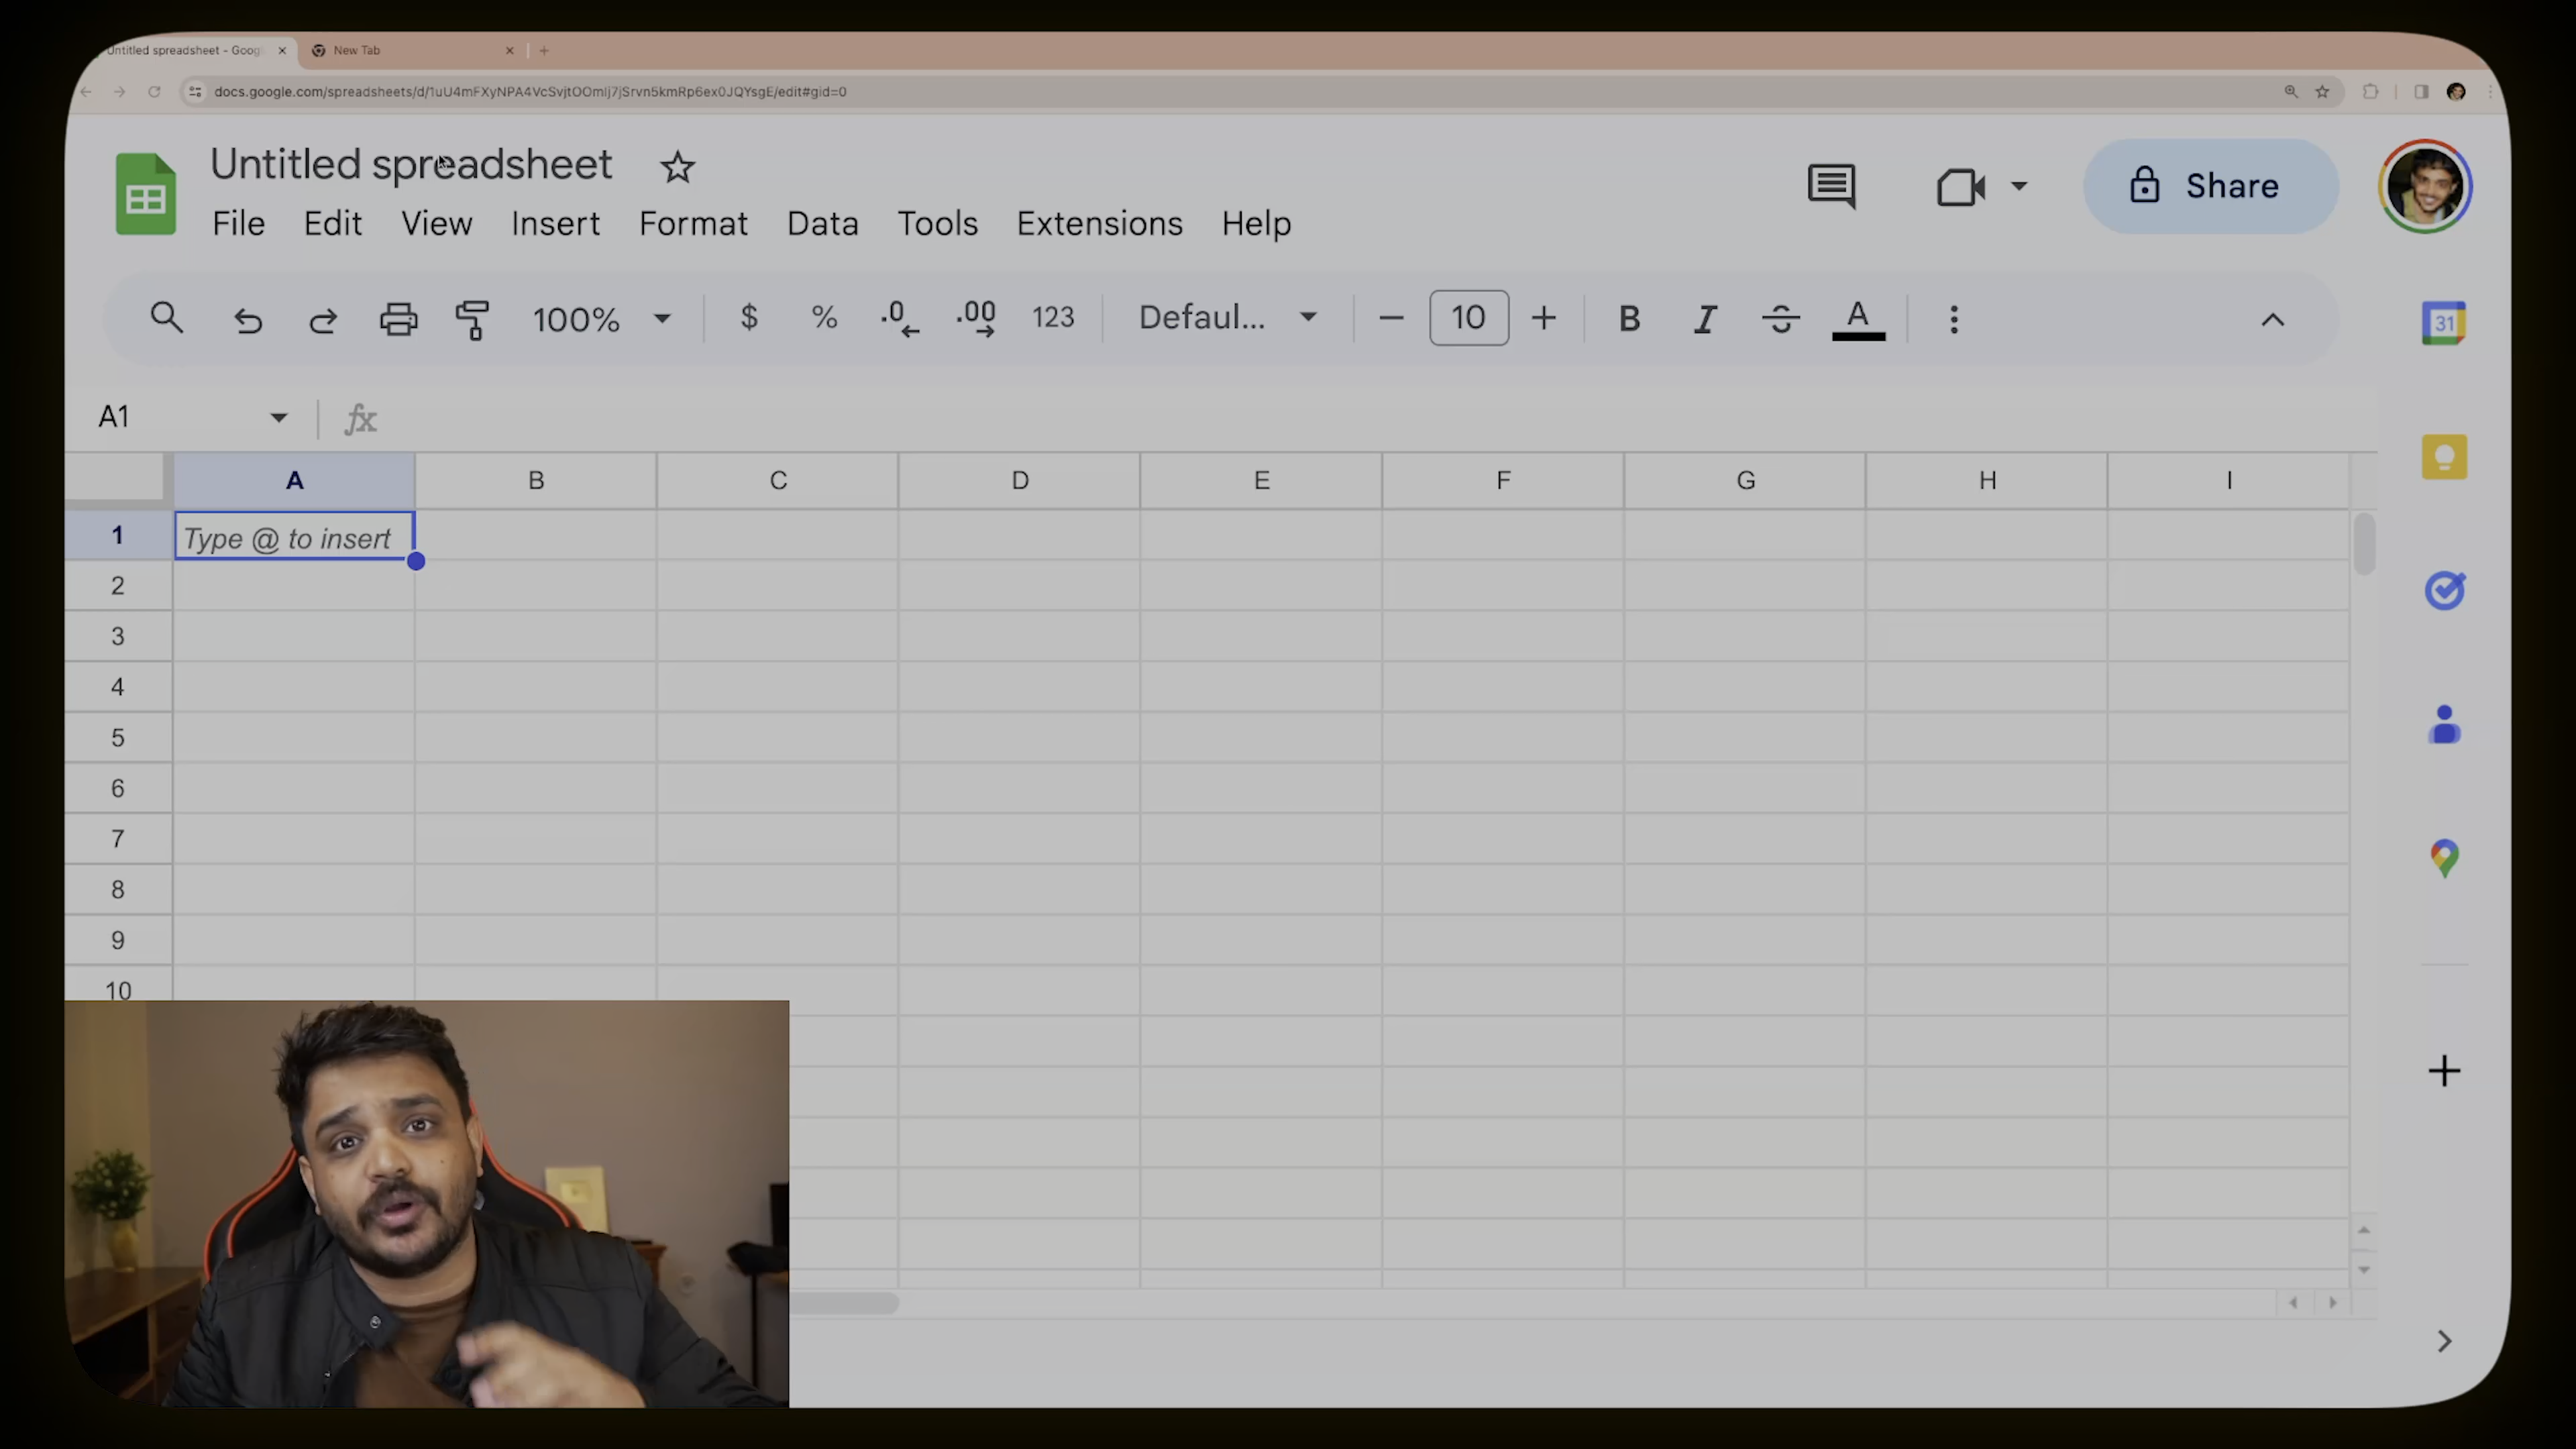 Untitled spreadsheet - Goog
New Tab
docs.google.com/spreadsheets/d/1uU4mFXyNPA4VcSvjtOOmIj7jSrvn5kmRp6ex0JQYsgE/edit#gid=0
Untitled spreadsheet
Share
File Edit View Insert Format Data Tools Extensions Help
100% $ % .0 .00 123 Defaul... 10 B I S A
31
A1 fx
A B C D E F G H I
1 Type @ to insert
2
3
4
5
6
7
8
9
10